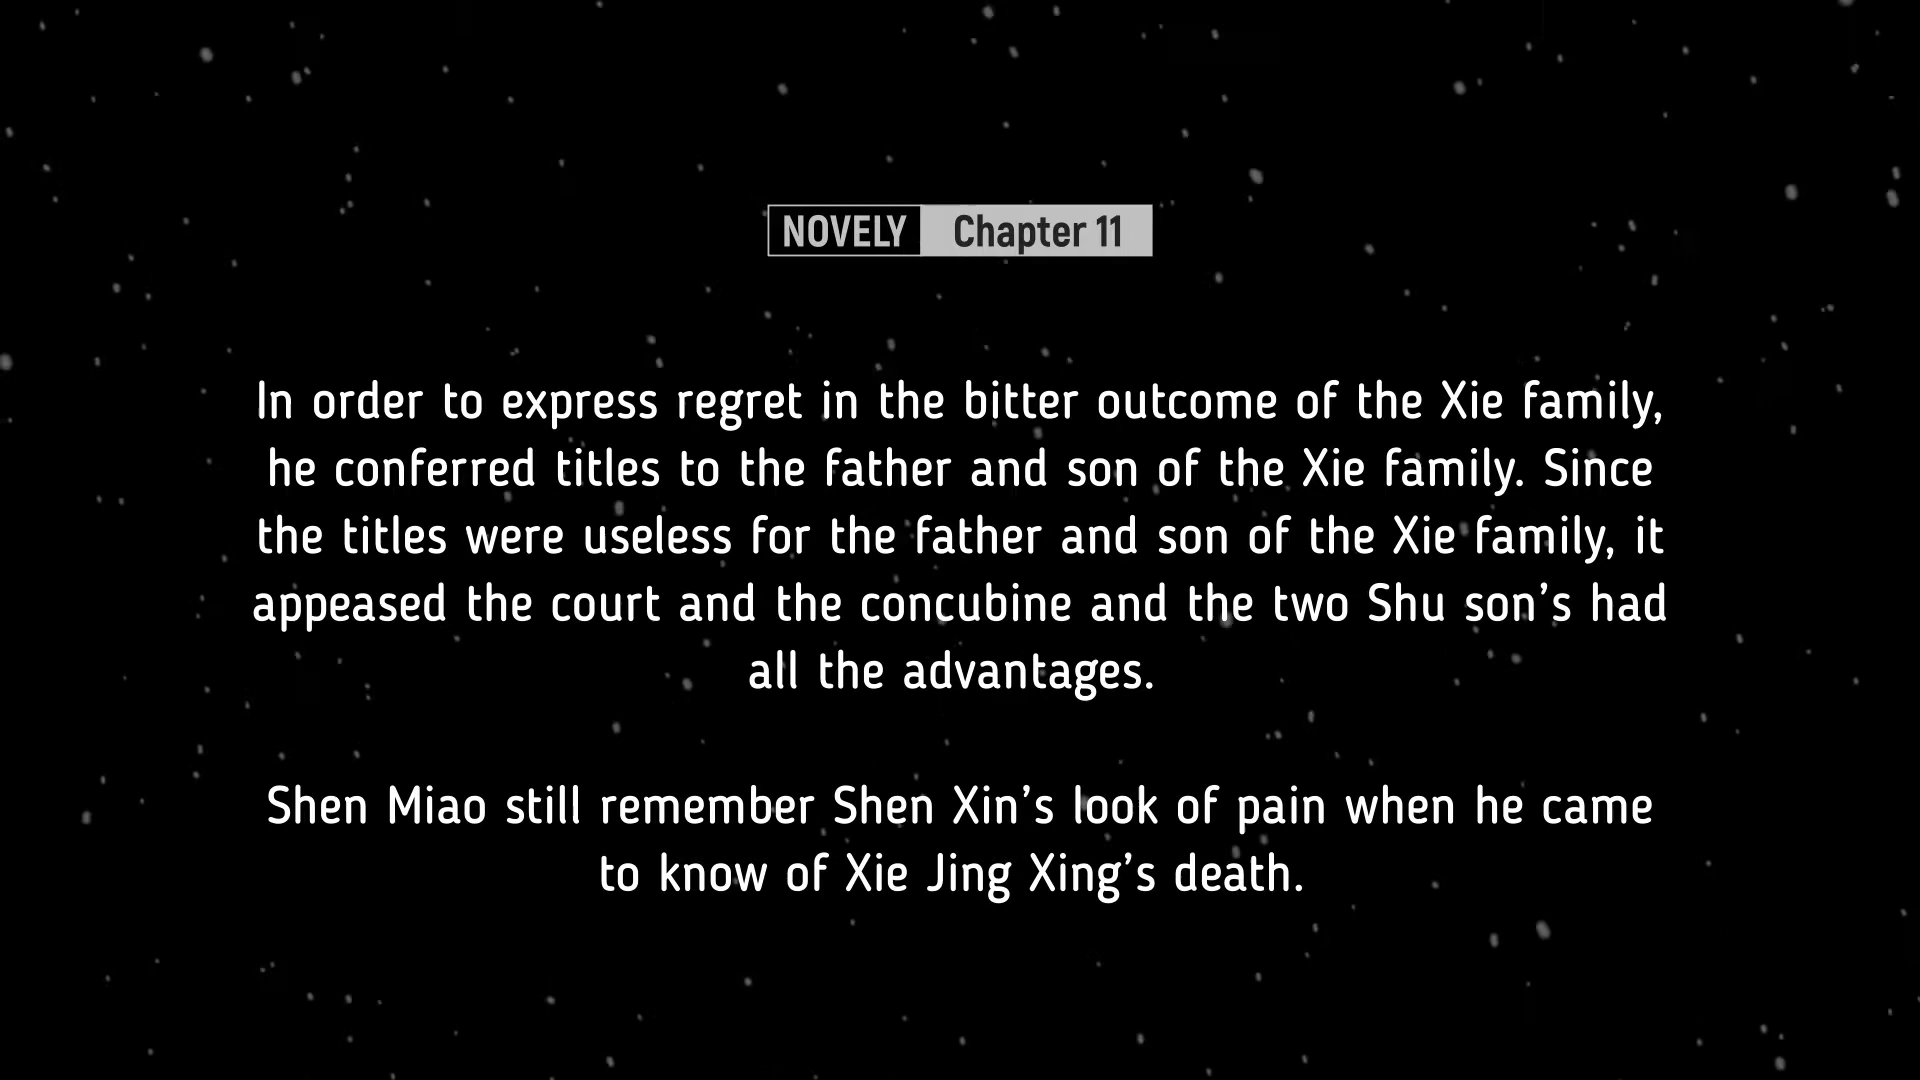 NOVELY Chapter 11
In order to express regret in the bitter outcome of the Xie family,
he conferred titles to the father and son of the Xie family. Since
the titles were useless for the father and son of the Xie family, it
appeased the court and the concubine and the two Shu son’s had
all the advantages.
Shen Miao still remember Shen Xin’s look of pain when he came
to know of Xie Jing Xing’s death.